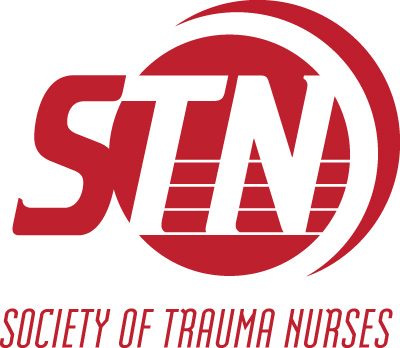 STN
SOCIETY OF TRAUMA NURSES